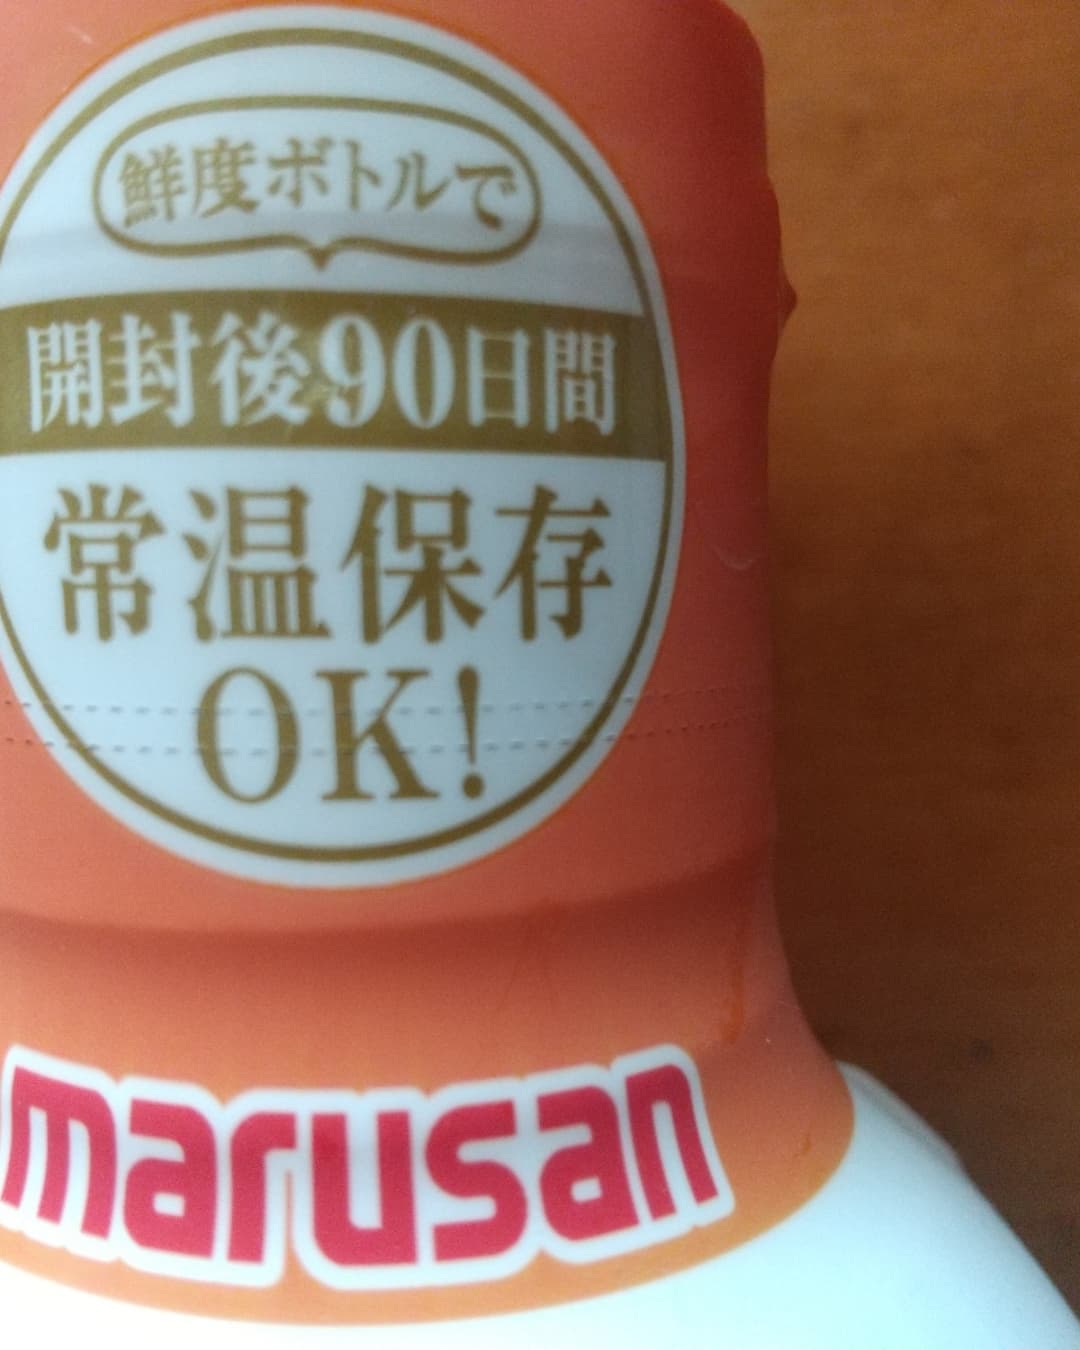 鮮度ボトルで
開封後90日間
常温保存
OK!
marusan